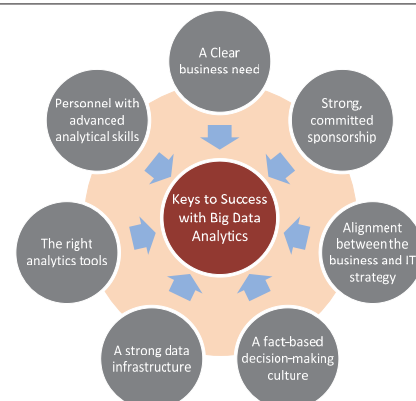 A Clear
business need
Strong,
committed
sponsorship
Alignment
between the
business and IT
strategy
A fact-based
decision-making
culture
A strong data
infrastructure
The right
analytics tools
Personnel with
advanced
analytical skills
Keys to Success
with Big Data
Analytics